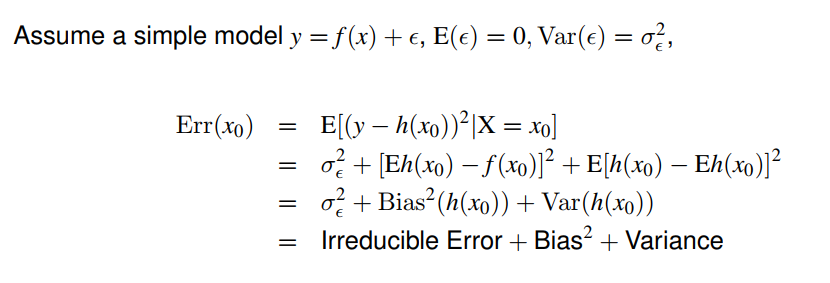 Assume a simple model y = f(x) + ϵ, E(ϵ) = 0, Var(ϵ) = σ²_ϵ,
Err(x₀) = E[(y − h(x₀))²|X = x₀]
= σ²_ϵ + [Eh(x₀) − f(x₀)]² + E[h(x₀) − Eh(x₀)]²
= σ²_ϵ + Bias²(h(x₀)) + Var(h(x₀))
= Irreducible Error + Bias² + Variance